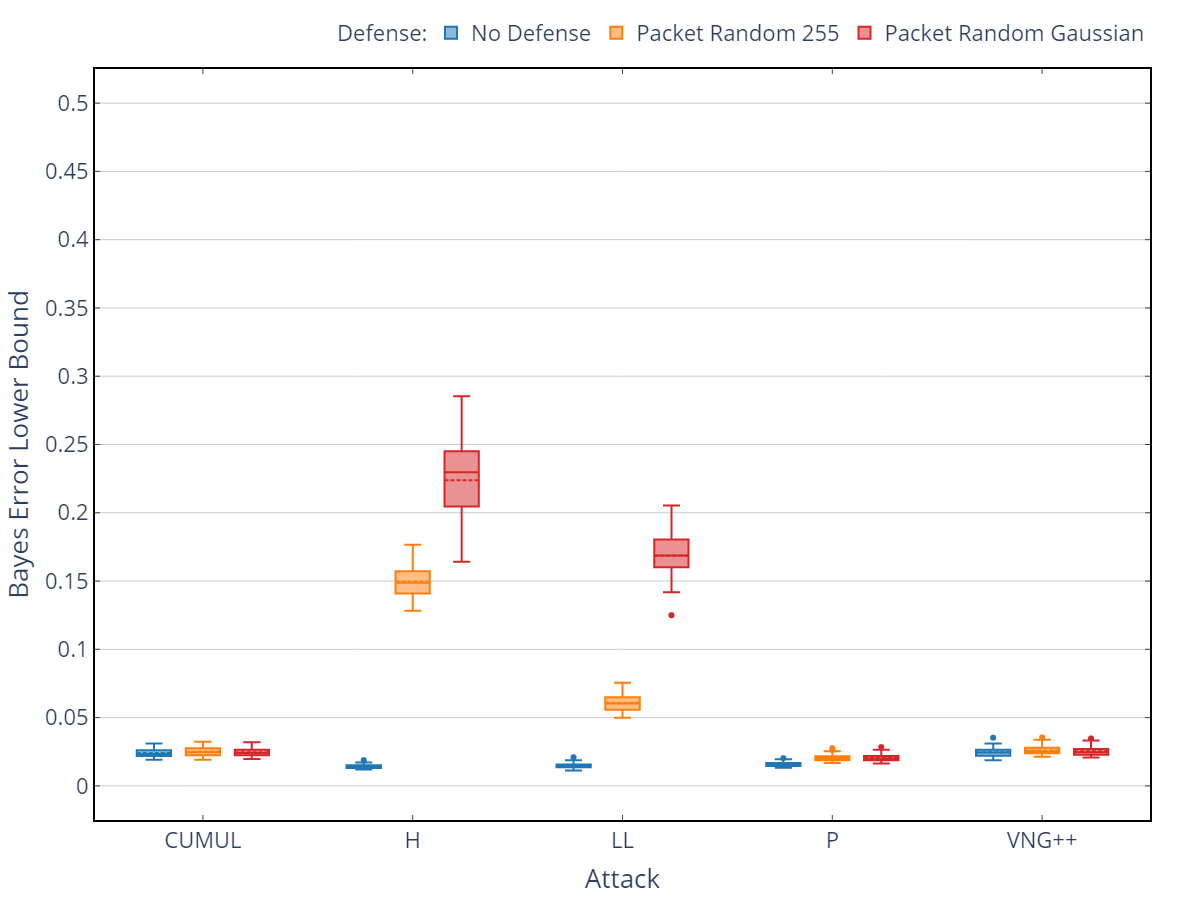 Defense: No Defense Packet Random 255 Packet Random Gaussian
0.5
0.45
0.4
0.35
0.3
0.25
0.2
0.15
0.1
0.05
0
Bayes Error Lower Bound
CUMUL H LL P VNG++
Attack